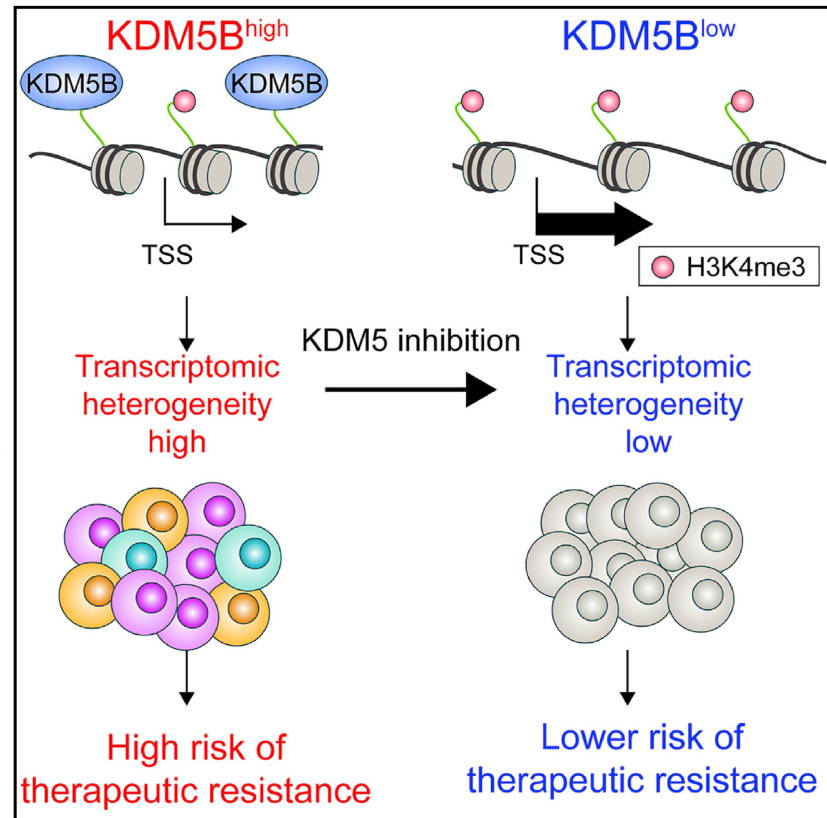 KDM5Bhigh
KDM5Blow
KDM5B
KDM5B
TSS
TSS
H3K4me3
Transcriptomic
heterogeneity
high
KDM5 inhibition
Transcriptomic
heterogeneity
low
High risk of
therapeutic resistance
Lower risk of
therapeutic resistance